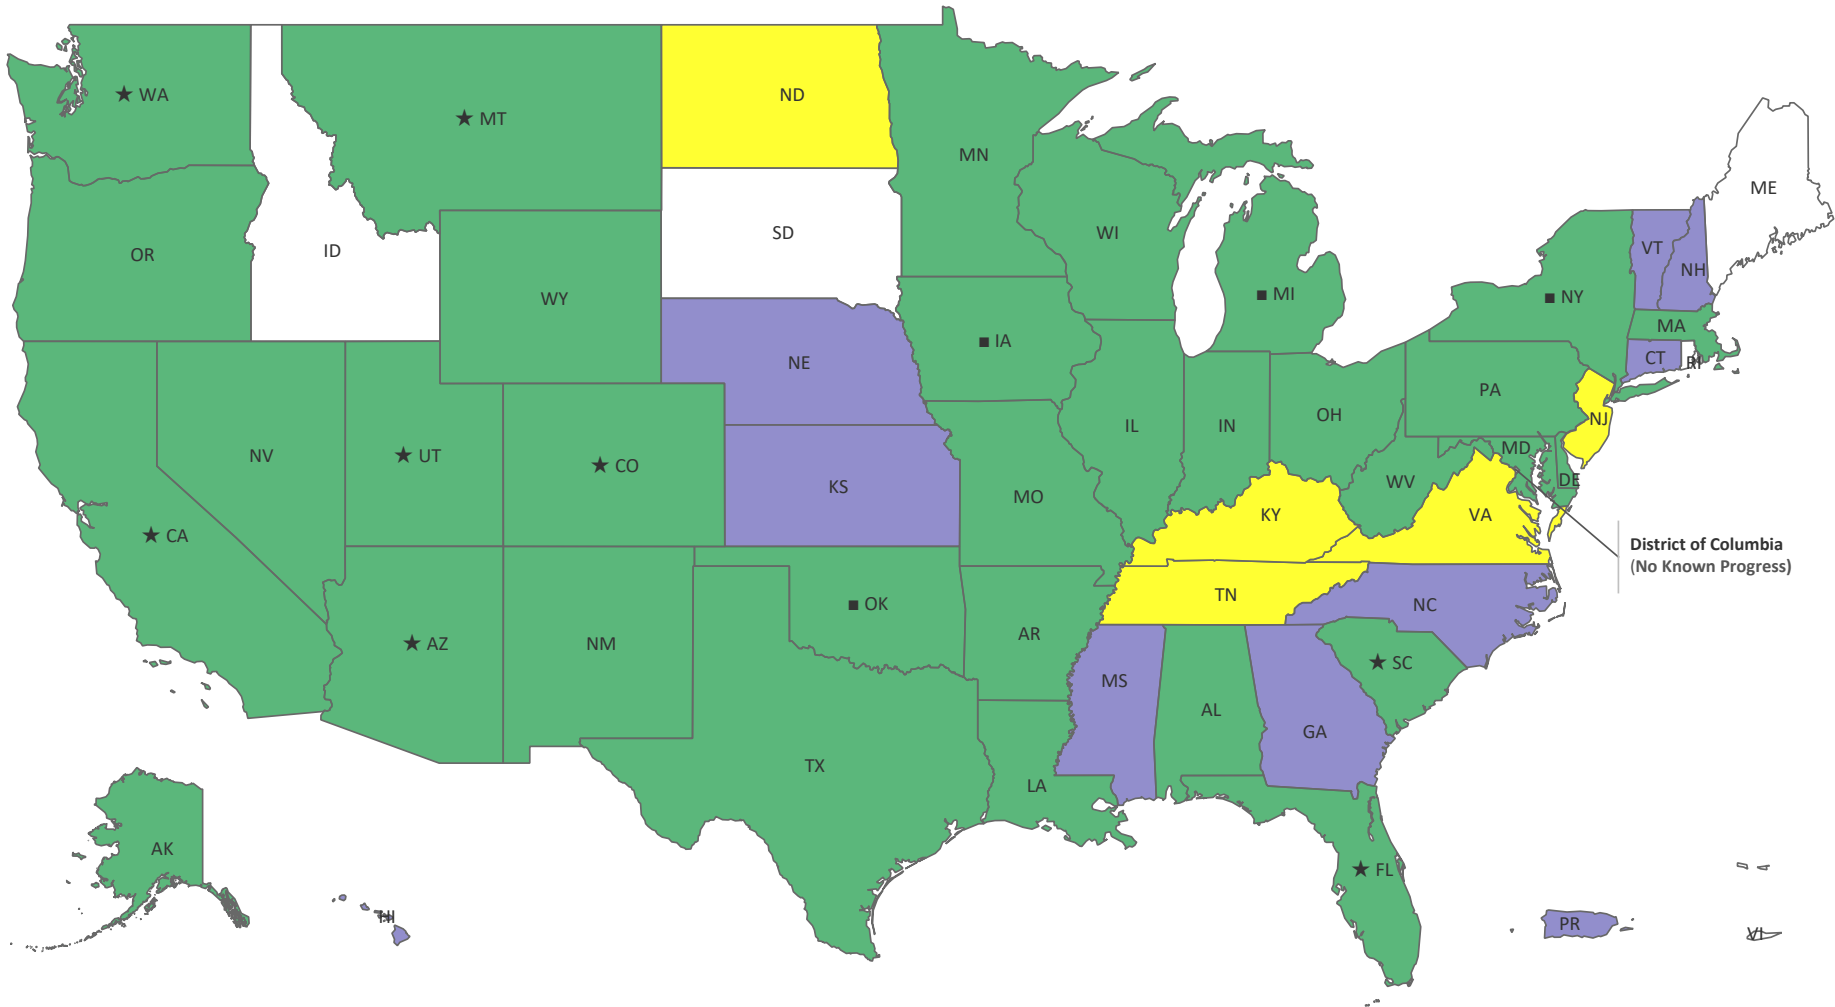 ★ WA
★ MT
ND
MN
OR
ID
SD
WI
ME
VT
NH
WY
■ MI
■ NY
MA
■ IA
NE
CT
RI
PA
NV
★ UT
★ CO
KS
MO
IL
IN
OH
NJ
MD
DE
WV
VA
KY
★ CA
District of Columbia
(No Known Progress)
TN
NC
■ OK
AR
★ AZ
NM
★ SC
MS
AL
GA
TX
LA
AK
★ FL
HI
PR
VI